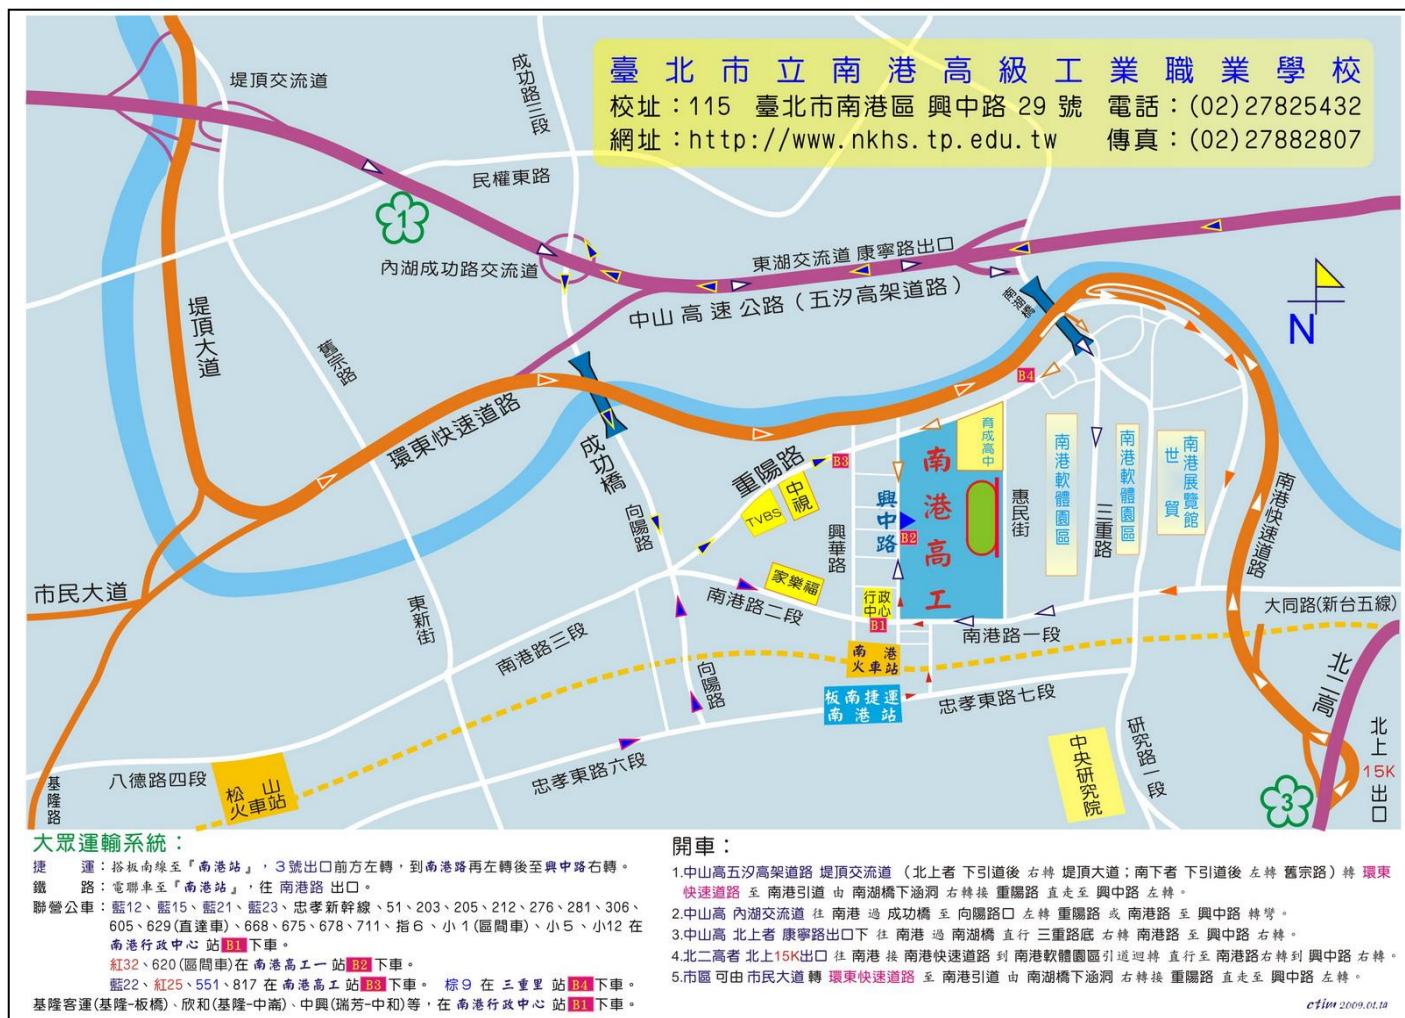 臺北市立南港高級工業職業學校
校址：115 臺北市南港區 興中路 29 號 電話：(02)27825432
網址：http://www.nkhs.tp.edu.tw 傳真：(02)27882807
堤頂交流道
成功路三段
民權東路
1
內湖成功路交流道
東湖交流道 康寧路出口
中山高速公路（五汐高架道路）
南湖橋
N
堤頂大道
舊宗路
環東快速道路
成功橋
重陽路
B4
B3
中視
TVBS
育成高中
南港高工
興中路
B2
興華路
惠民街
南港軟體園區
三重路
南港軟體園區
南港展覽館
世貿
南港快速道路
向陽路
市民大道
家樂福
南港路二段
行政中心
B1
南港路一段
大同路(新台五線)
東新街
南港路三段
南港火車站
向陽路
板南捷運
南港站
忠孝東路七段
北二高
北上
15K
出口
忠孝東路六段
中央研究院
研究路一段
3
八德路四段
松山
火車站
基隆路
大眾運輸系統：
捷 運：搭板南線至『南港站』，3號出口前方左轉，到南港路再左轉後至興中路右轉。
鐵 路：電聯車至『南港站』，往 南港路 出口。
聯營公車：藍12、藍15、藍21、藍23、忠孝新幹線、51、203、205、212、276、281、306、
605、629(直達車)、668、675、678、711、指6、小1(區間車)、小5、小12 在
南港行政中心 站 B1 下車。
紅32、620(區間車)在 南港高工一 站 B2 下車。
藍22、紅25、551、817 在 南港高工 站 B3 下車。 棕9 在 三重里 站 B4 下車。
基隆客運(基隆-板橋)、欣和(基隆-中崙)、中興(瑞芳-中和)等，在 南港行政中心 站 B1 下車。
開車：
1.中山高五汐高架道路 堤頂交流道 （北上者 下引道後 右轉 堤頂大道；南下者 下引道後 左轉 舊宗路）轉 環東
快速道路 至 南港引道 由 南湖橋下涵洞 右轉接 重陽路 直走至 興中路 左轉。
2.中山高 內湖交流道 往 南港 過 成功橋 至 向陽路口 左轉 重陽路 或 南港路 至 興中路 轉彎。
3.中山高 北上者 康寧路出口下 往 南港 過 南湖橋 直行 三重路底 右轉 南港路 至 興中路 右轉。
4.北二高者 北上15K出口 往 南港 接 南港快速道路 到 南港軟體園區引道迴轉 直行至 南港路右轉到 興中路 右轉。
5.市區 可由 市民大道 轉 環東快速道路 至 南港引道 由 南湖橋下涵洞 右轉接 重陽路 直走至 興中路 左轉。